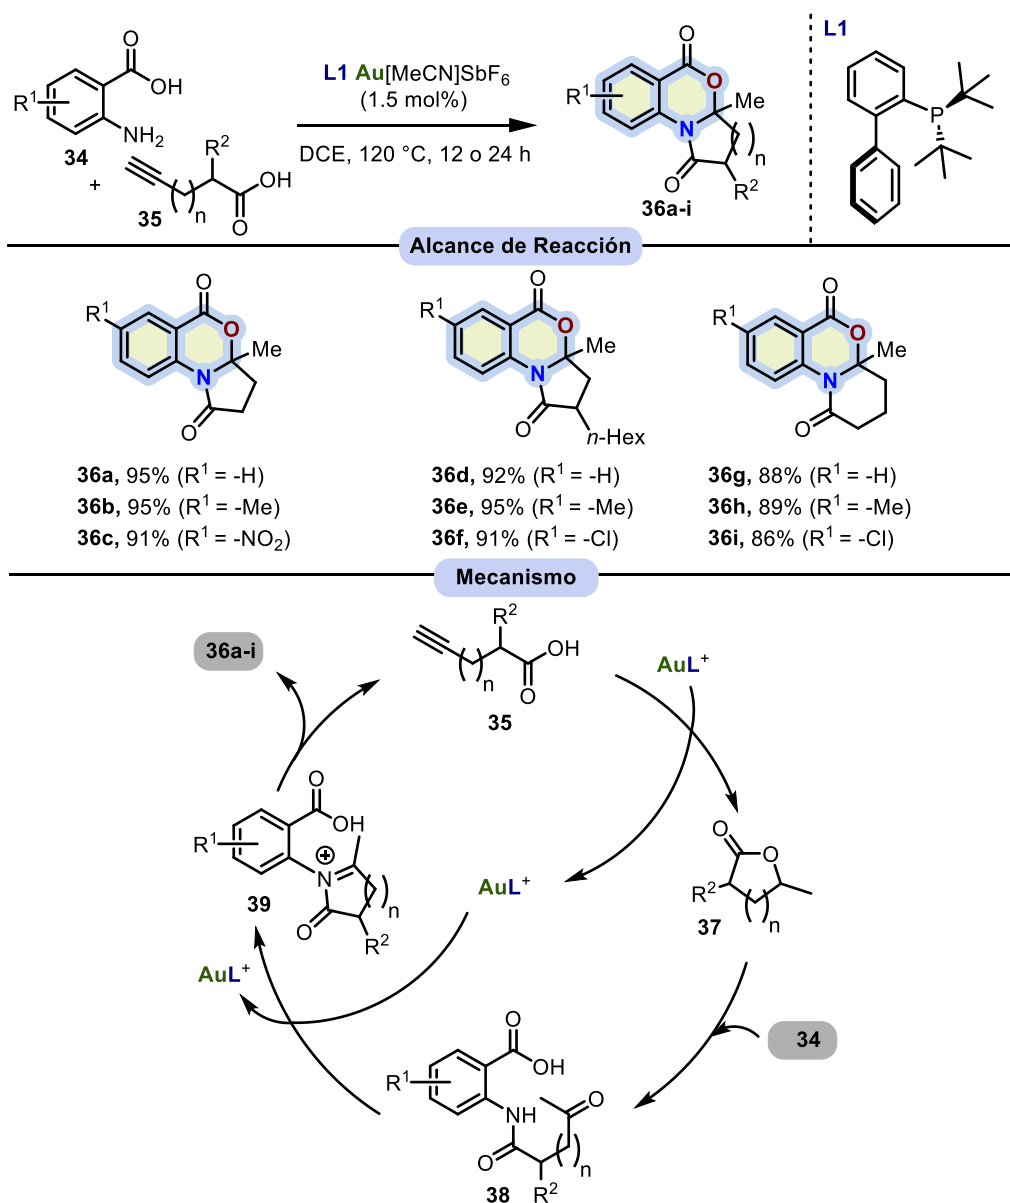 O
OH
R1
NH2
34
+
R2
OH
O
n
35
L1 Au[MeCN]SbF6
(1.5 mol%)
DCE, 120 °C, 12 o 24 h
O
O
R1
Me
N
n
O
R2
36a-i
L1
P
Alcance de Reacción
O
R1
O
Me
N
O
36a, 95% (R1 = -H)
36b, 95% (R1 = -Me)
36c, 91% (R1 = -NO2)
O
R1
O
Me
N
O
n-Hex
36d, 92% (R1 = -H)
36e, 95% (R1 = -Me)
36f, 91% (R1 = -Cl)
O
R1
O
Me
N
O
36g, 88% (R1 = -H)
36h, 89% (R1 = -Me)
36i, 86% (R1 = -Cl)
Mecanismo
36a-i
R2
OH
n
O
35
AuL+
O
OH
R1
+
N
n
O
R2
39
AuL+
O
O
R2
n
37
AuL+
34
O
OH
R1
O
NH
n
O
R2
38